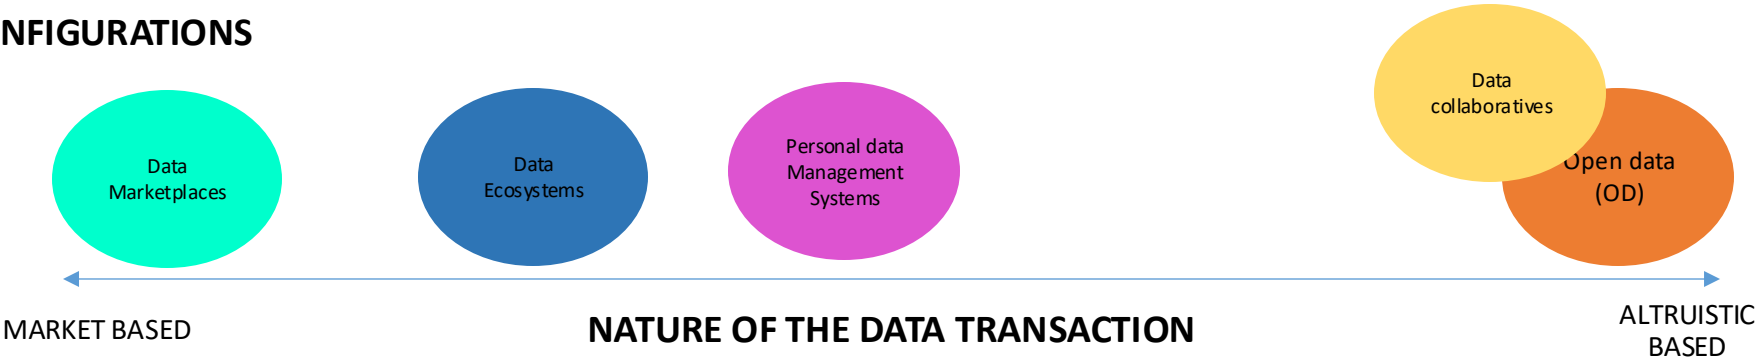 NFIGURATIONS
Data
Marketplaces
Data
Ecosystems
Personal data
Management
Systems
Data
collaboratives
Open data
(OD)
MARKET BASED
NATURE OF THE DATA TRANSACTION
ALTRUISTIC
BASED